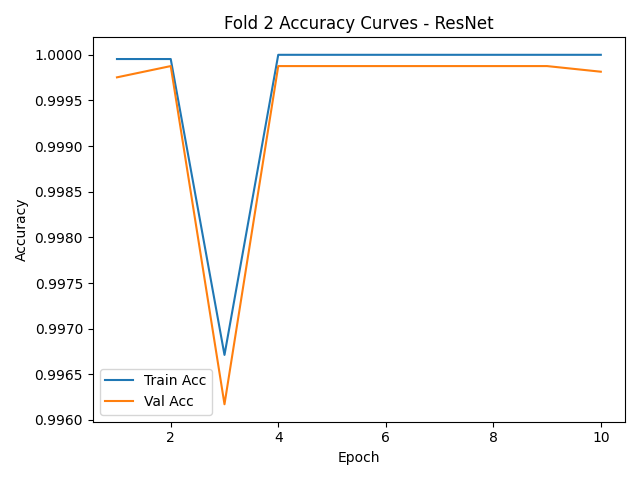 Fold 2 Accuracy Curves - ResNet
1.0000
0.9995
0.9990
0.9985
0.9980
0.9975
0.9970
0.9965
0.9960
Accuracy
Train Acc
Val Acc
2 4 6 8 10
Epoch